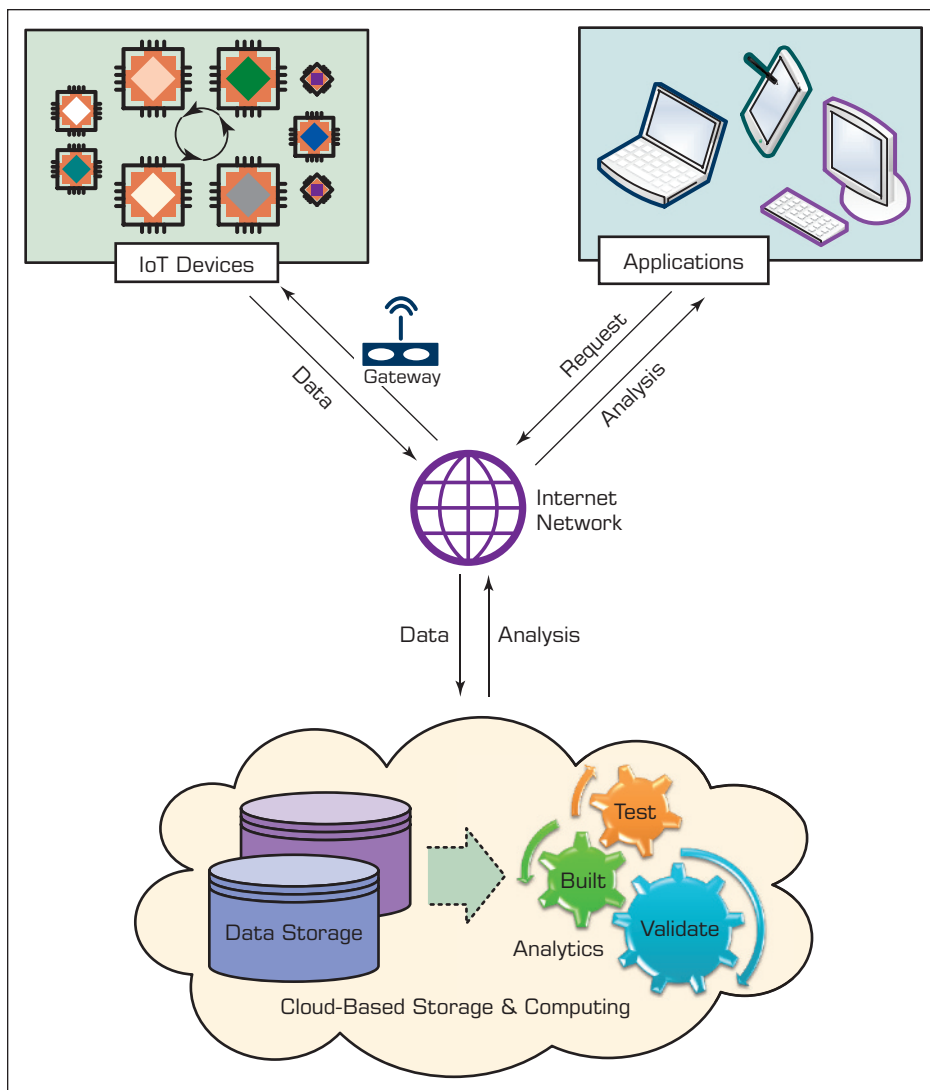 IoT Devices
Applications
Gateway
Data
Request
Analysis
Internet
Network
Data
Analysis
Test
Built
Validate
Data Storage
Analytics
Cloud-Based Storage & Computing